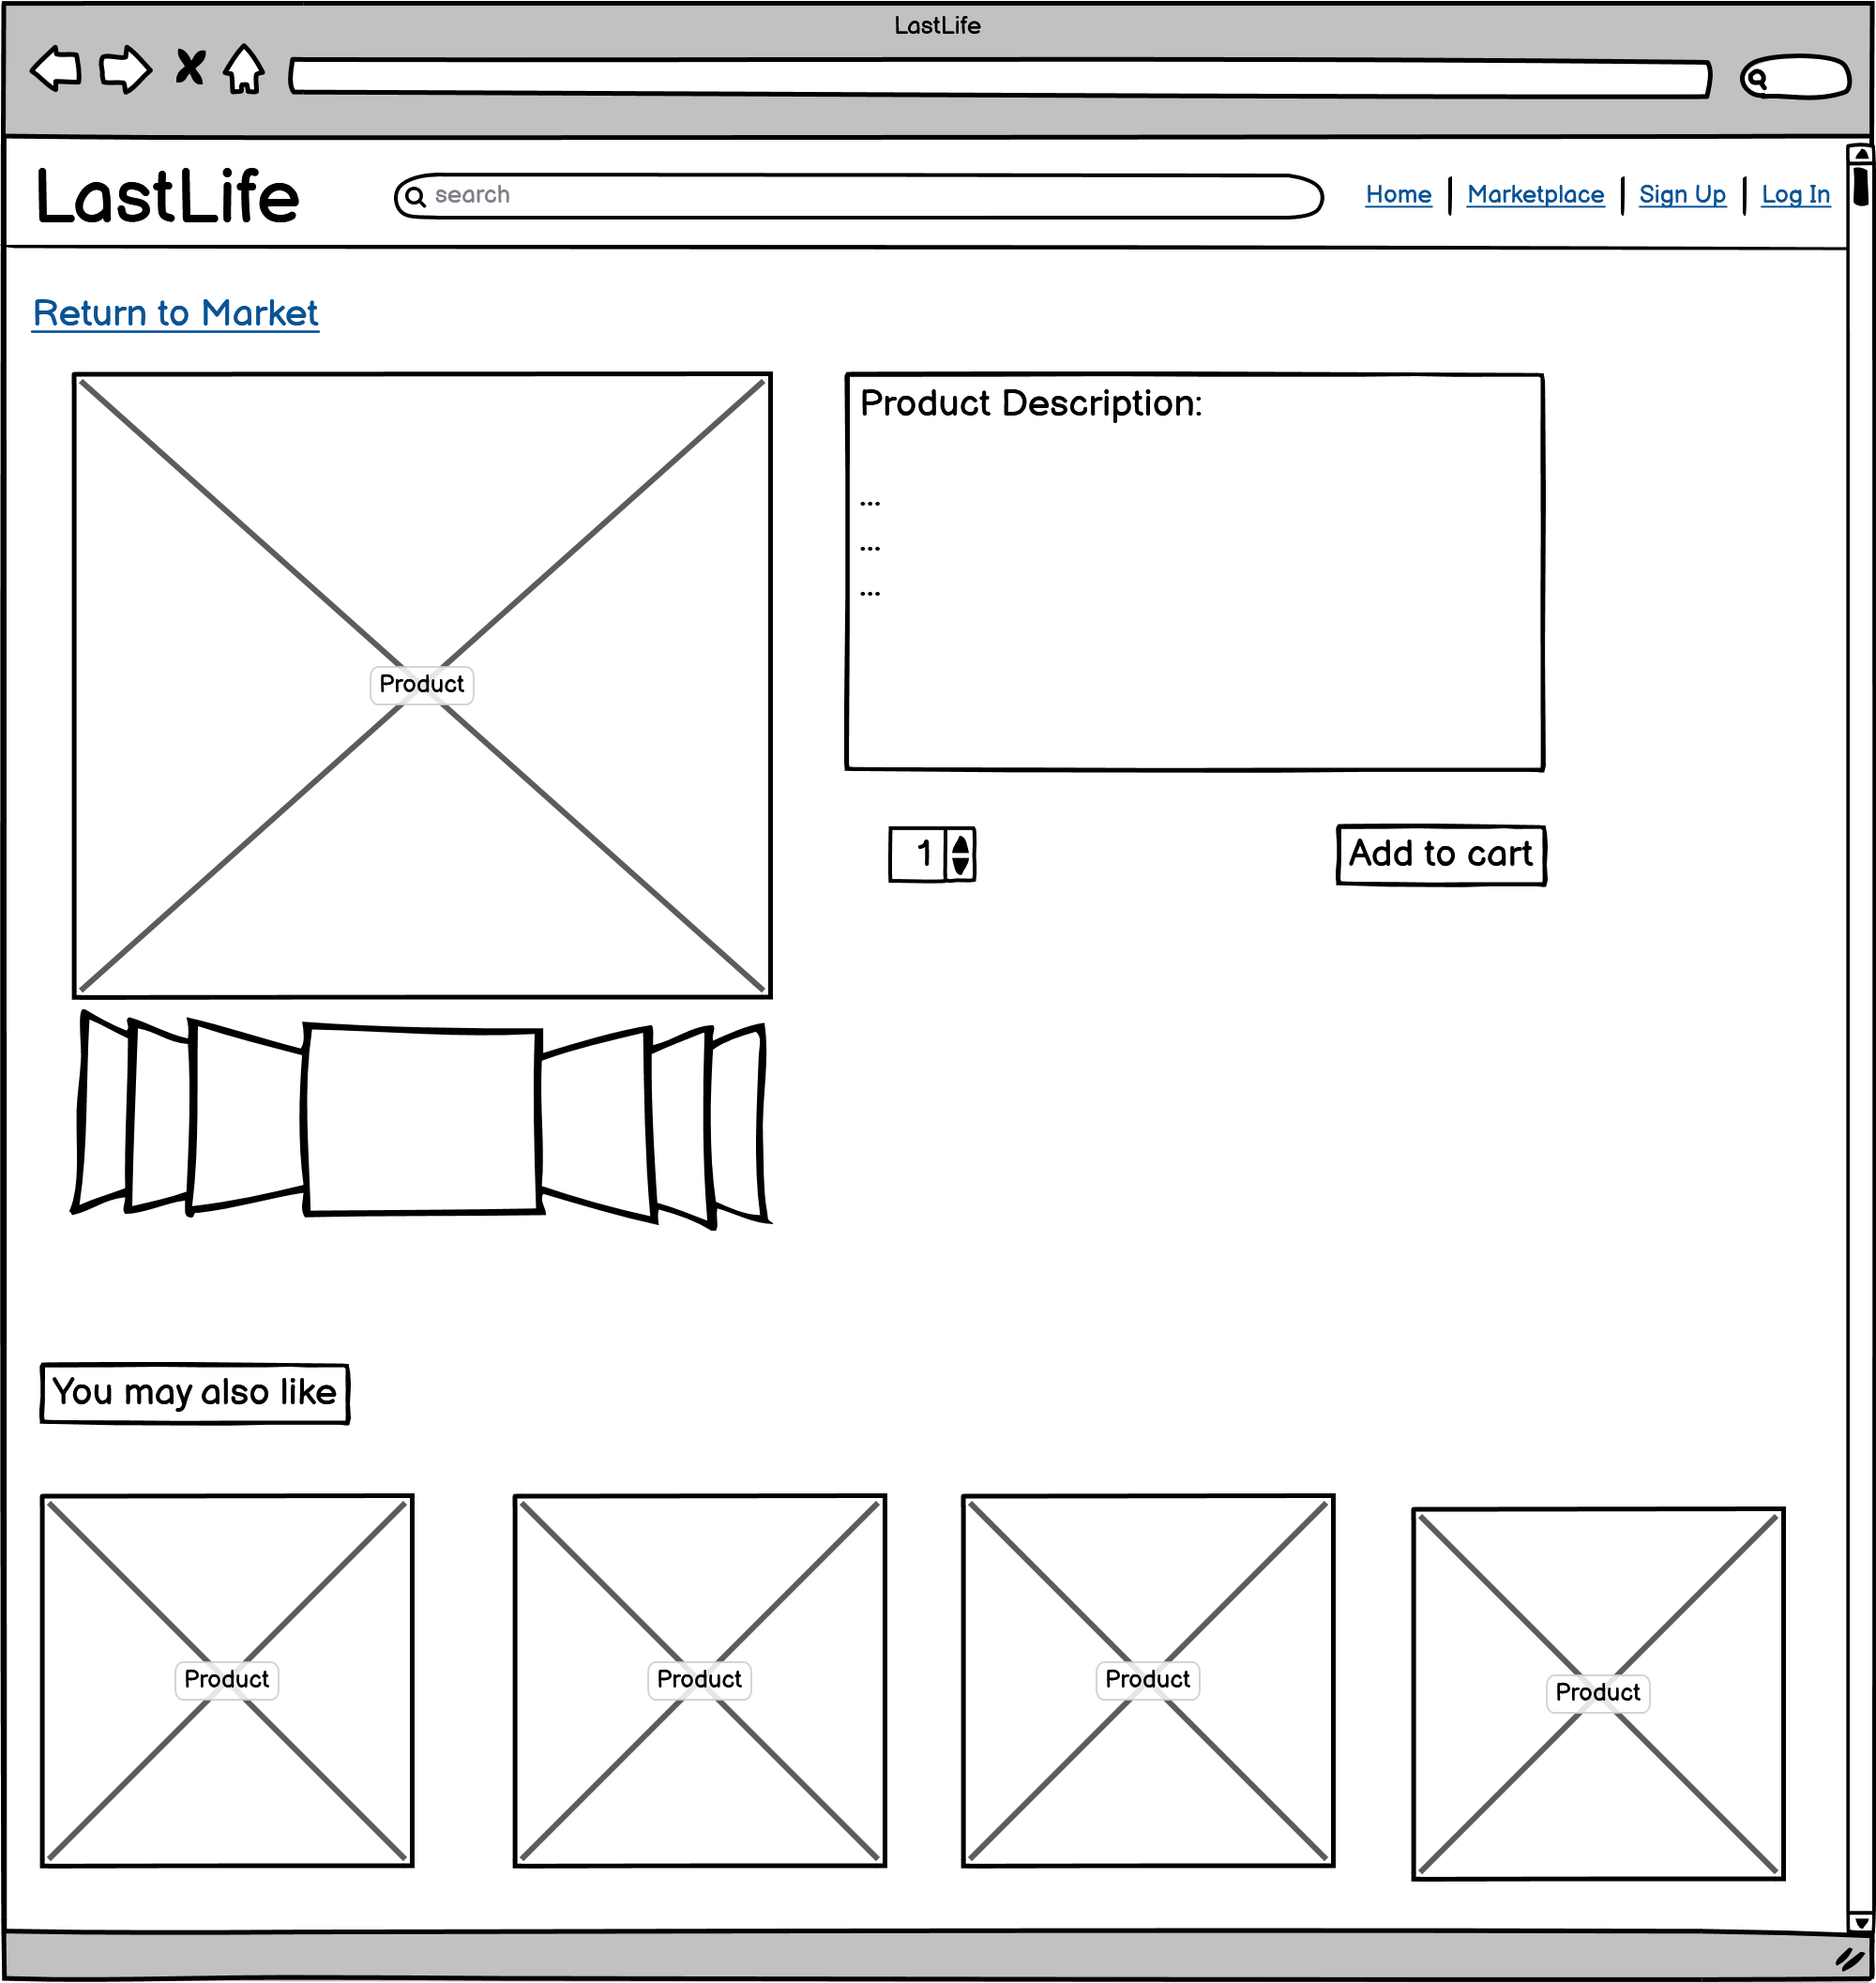 LastLife
LastLife
search
Home
Marketplace
Sign Up
Log In
Return to Market
Product
Product Description:
...
...
...
1
Add to cart
You may also like
Product
Product
Product
Product